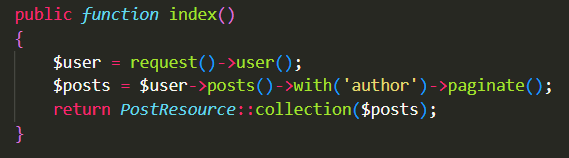 public function index()
{
    $user = request()->user();
    $posts = $user->posts()->with('author')->paginate();
    return PostResource::collection($posts);
}